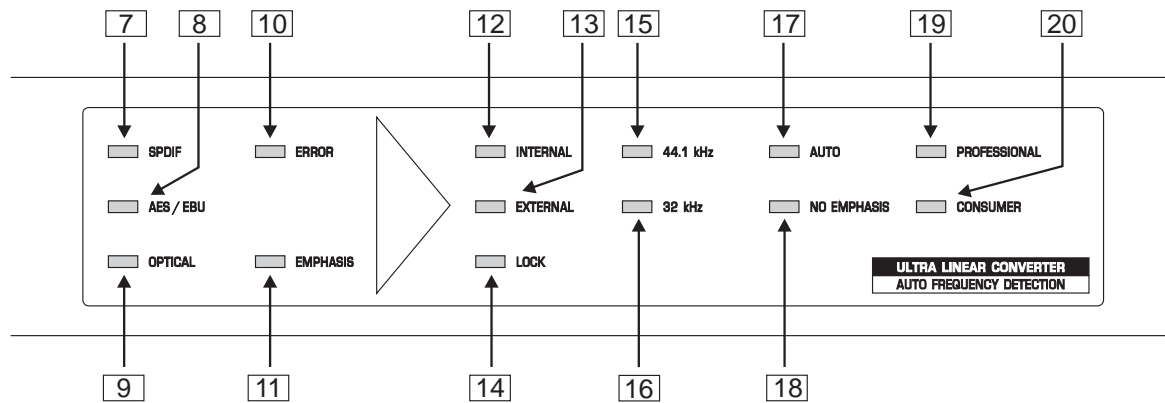 7 8 10 12 13 15 17 19 20
SPDIF ERROR INTERNAL 44.1 kHz AUTO PROFESSIONAL
AES / EBU EXTERNAL 32 kHz NO EMPHASIS CONSUMER
OPTICAL EMPHASIS LOCK
ULTRA LINEAR CONVERTER
AUTO FREQUENCY DETECTION
9 11 14 16 18